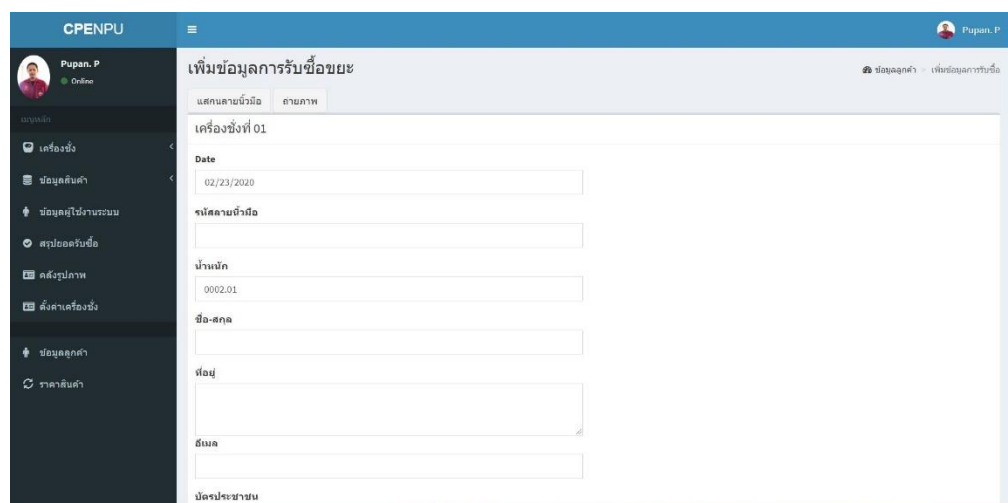 CPENPU
Pupan. P
Pupan. P
Online
เมนูหลัก
เครื่องชั่ง
ข้อมูลสินค้า
ข้อมูลผู้ใช้งานระบบ
สรุปยอดรับซื้อ
คลังรูปภาพ
ตั้งค่าเครื่องชั่ง
ข้อมูลลูกค้า
ราคาสินค้า
เพิ่มข้อมูลการรับซื้อขยะ
ข้อมูลลูกค้า > เพิ่มข้อมูลการรับซื้อ
แสกนลายนิ้วมือ ถ่ายภาพ
เครื่องชั่งที่ 01
Date
02/23/2020
รหัสลายนิ้วมือ
น้ำหนัก
0002.01
ชื่อ-สกุล
ที่อยู่
อีเมล
บัตรประชาชน